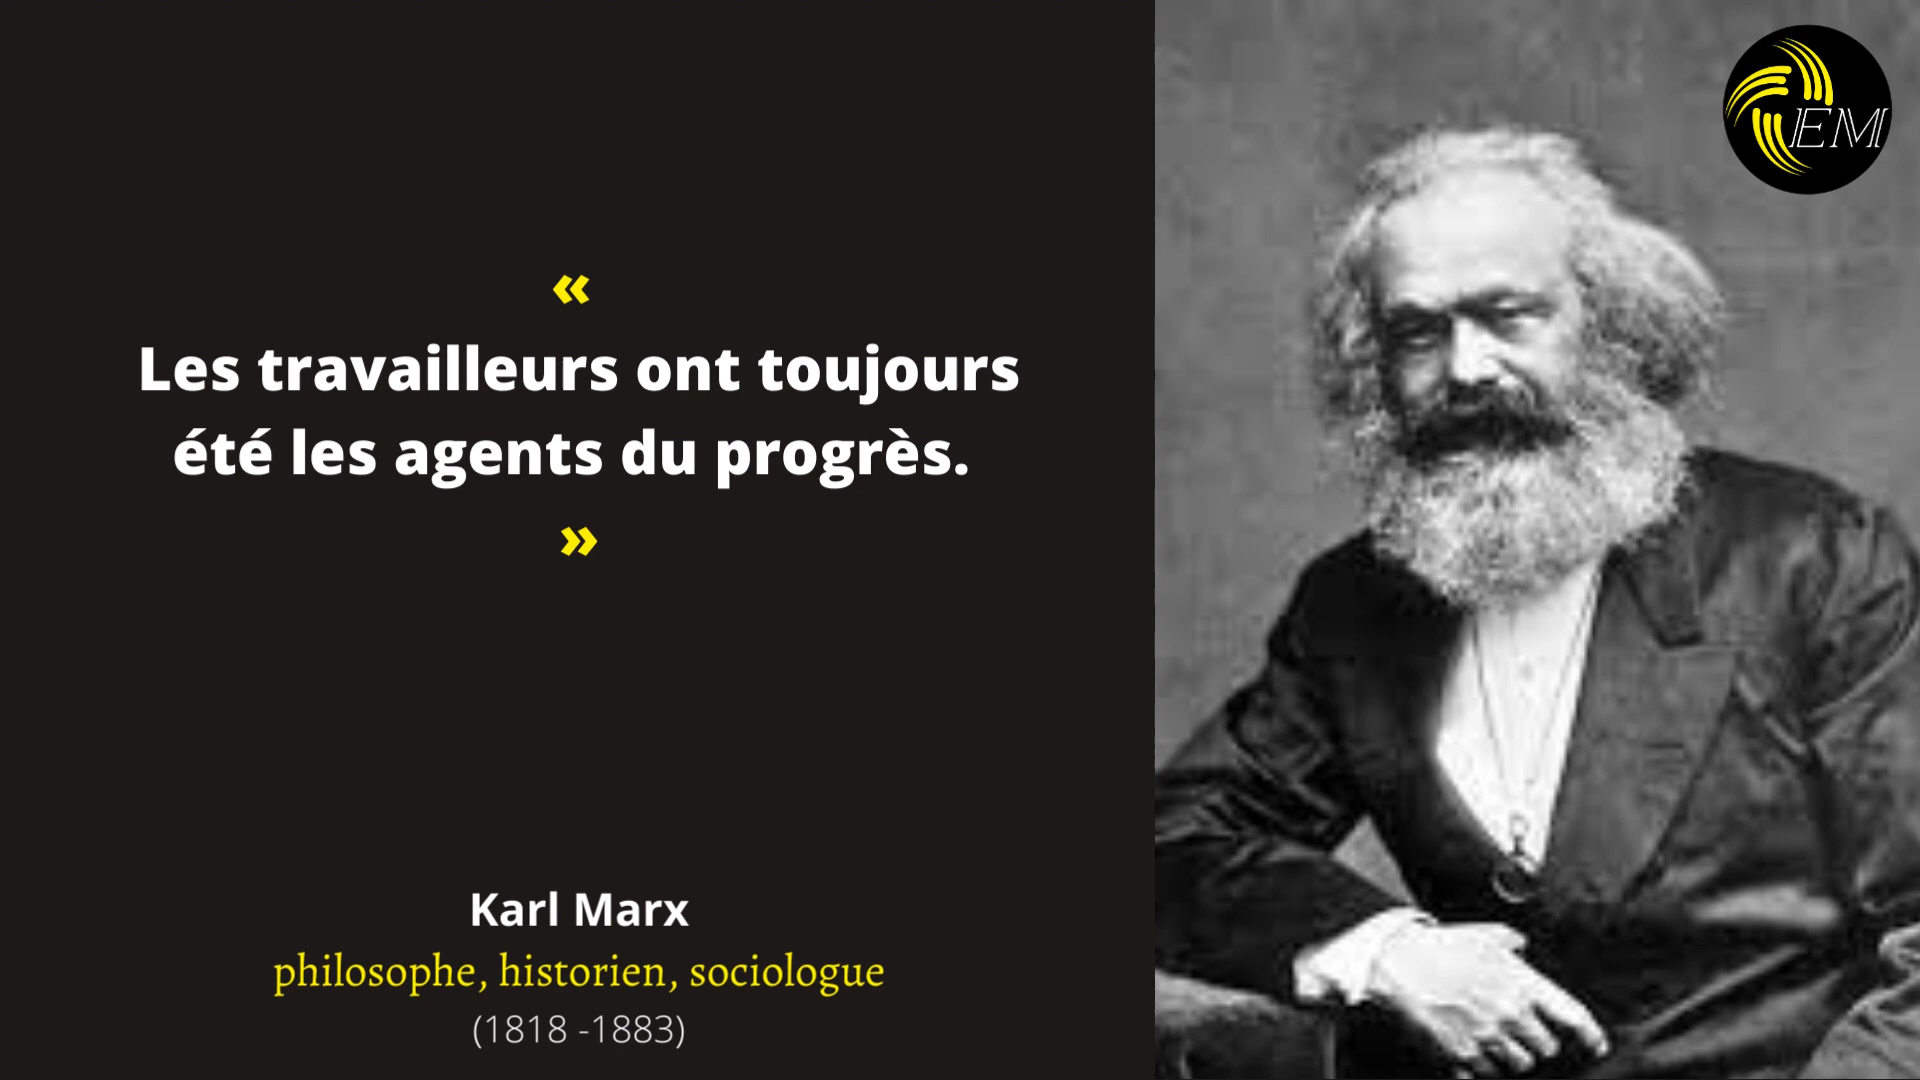 EM
«
Les travailleurs ont toujours
été les agents du progrès.
»
Karl Marx
philosophe, historien, sociologue
(1818 -1883)